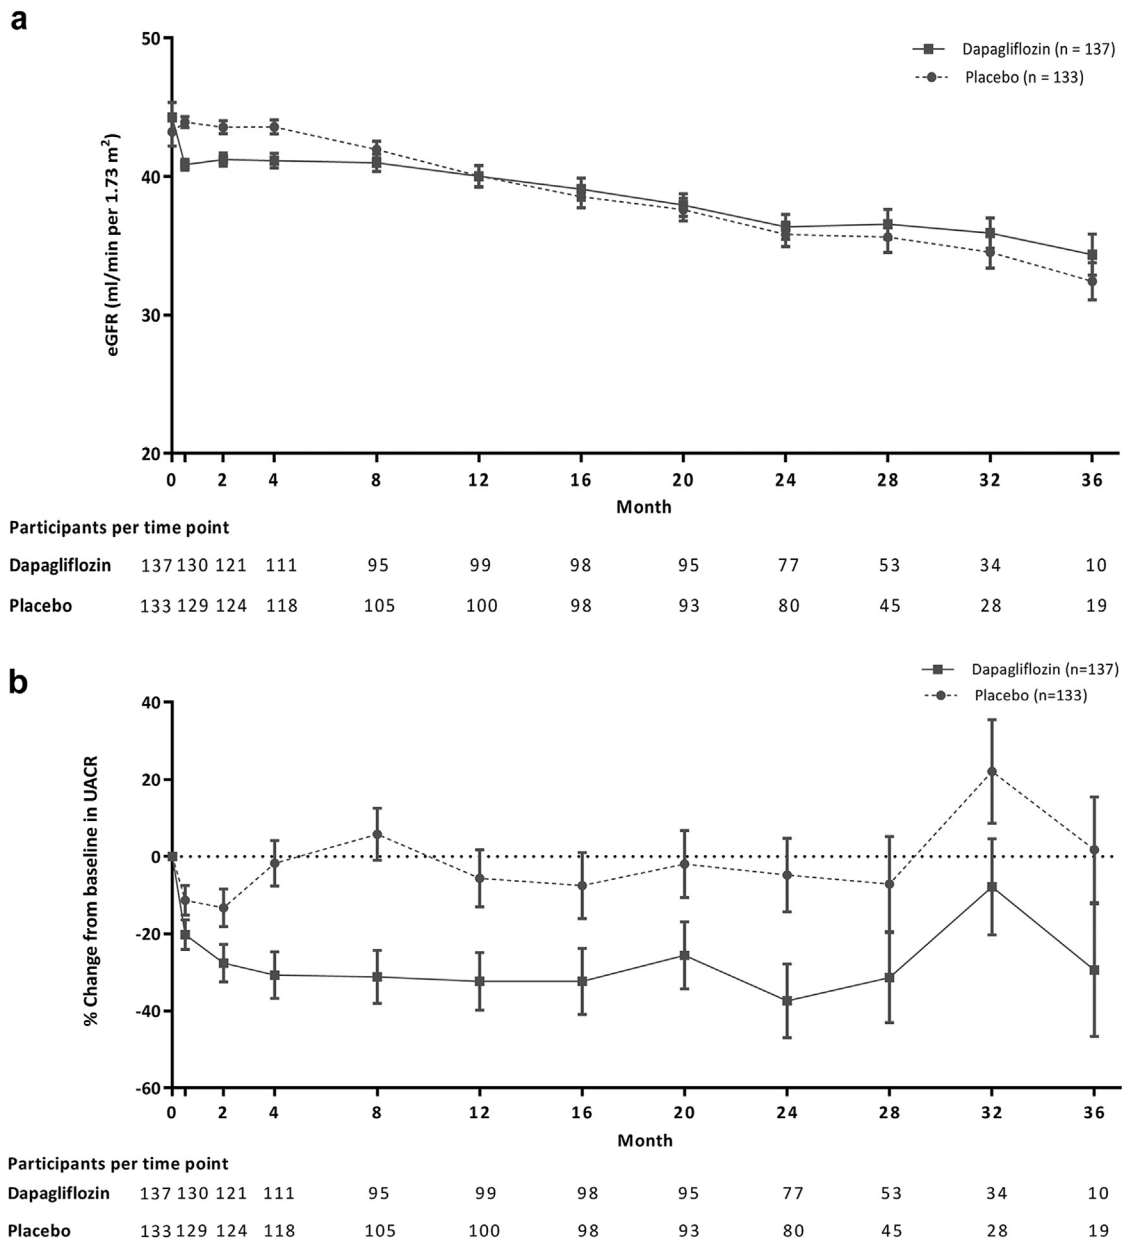 a
50
40
30
20
eGFR (ml/min per 1.73 m²)
Dapagliflozin (n = 137)
Placebo (n = 133)
0 2 4 8 12 16 20 24 28 32 36
Month
Participants per time point
Dapagliflozin 137 130 121 111 95 99 98 95 77 53 34 10
Placebo 133 129 124 118 105 100 98 93 80 45 28 19
b
Dapagliflozin (n=137)
Placebo (n=133)
40
20
0
-20
-40
-60
% Change from baseline in UACR
0 2 4 8 12 16 20 24 28 32 36
Month
Participants per time point
Dapagliflozin 137 130 121 111 95 99 98 95 77 53 34 10
Placebo 133 129 124 118 105 100 98 93 80 45 28 19